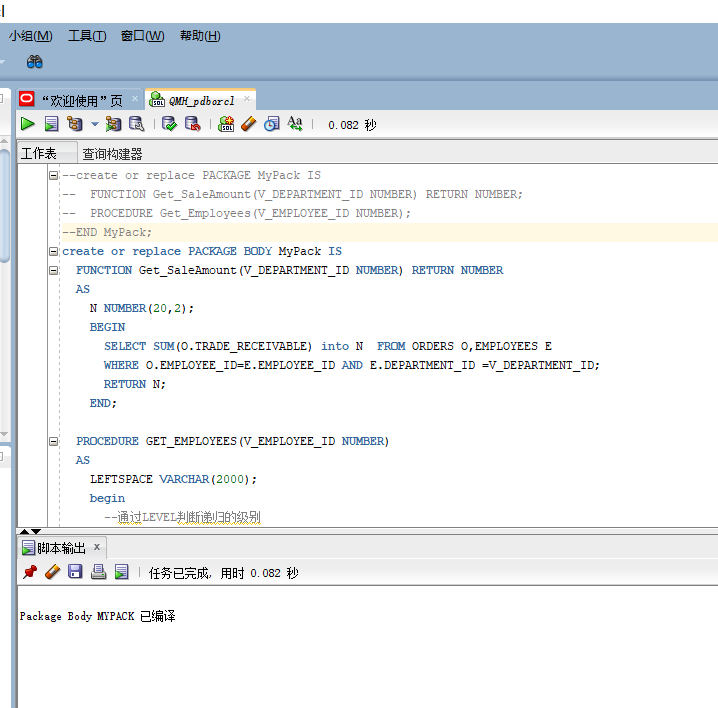 小组(M) 工具(T) 窗口(W) 帮助(H)
“欢迎使用”页 × QMH_pdborcl ×
0.082 秒
工作表 查询构建器
--create or replace PACKAGE MyPack IS
--  FUNCTION Get_SaleAmount(V_DEPARTMENT_ID NUMBER) RETURN NUMBER;
--  PROCEDURE Get_Employees(V_EMPLOYEE_ID NUMBER);
--END MyPack;
create or replace PACKAGE BODY MyPack IS
FUNCTION Get_SaleAmount(V_DEPARTMENT_ID NUMBER) RETURN NUMBER
AS
N NUMBER(20,2);
BEGIN
SELECT SUM(O.TRADE_RECEIVABLE) into N  FROM ORDERS O,EMPLOYEES E
WHERE O.EMPLOYEE_ID=E.EMPLOYEE_ID AND E.DEPARTMENT_ID =V_DEPARTMENT_ID;
RETURN N;
END;
PROCEDURE GET_EMPLOYEES(V_EMPLOYEE_ID NUMBER)
AS
LEFTSPACE VARCHAR(2000);
begin
--通过LEVEL判断递归的级别
脚本输出 ×
任务已完成, 用时 0.082 秒
Package Body MYPACK 已编译